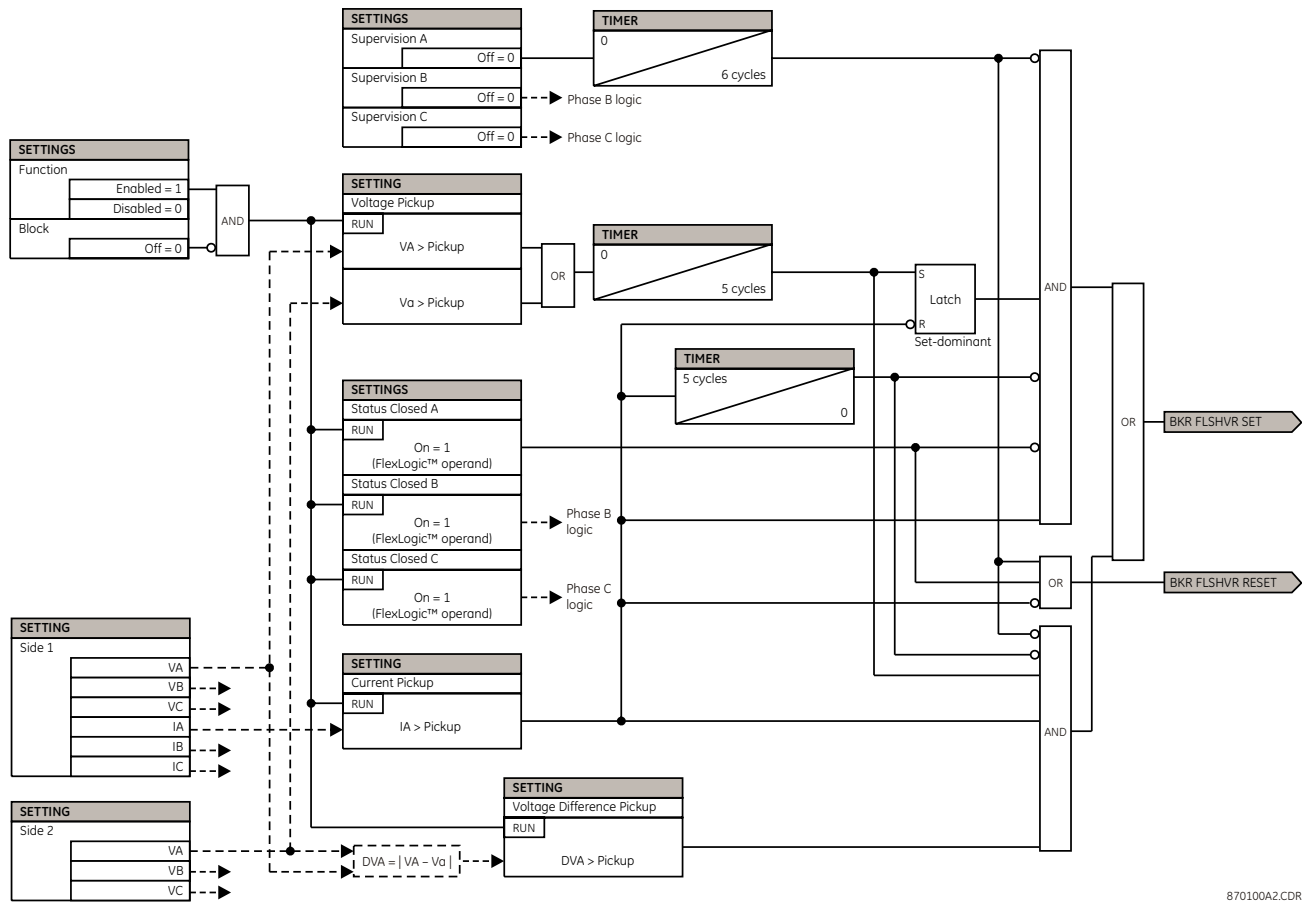 SETTINGS
Supervision A
Off = 0
Supervision B
Off = 0
Phase B logic
Supervision C
Off = 0
Phase C logic
TIMER
0
6 cycles
SETTINGS
Function
Enabled = 1
Disabled = 0
Block
Off = 0
AND
SETTING
Voltage Pickup
RUN
VA > Pickup
Va > Pickup
OR
TIMER
0
5 cycles
S
Latch
R
Set-dominant
TIMER
5 cycles
0
SETTINGS
Status Closed A
RUN
On = 1
(FlexLogic™ operand)
Status Closed B
RUN
On = 1
(FlexLogic™ operand)
Phase B
logic
Status Closed C
RUN
On = 1
(FlexLogic™ operand)
Phase C
logic
AND
OR
BKR FLSHVR SET
OR
BKR FLSHVR RESET
AND
SETTING
Side 1
VA
VB
VC
IA
IB
IC
SETTING
Current Pickup
RUN
IA > Pickup
SETTING
Side 2
VA
VB
VC
DVA = | VA – Va |
SETTING
Voltage Difference Pickup
RUN
DVA > Pickup
870100A2.CDR